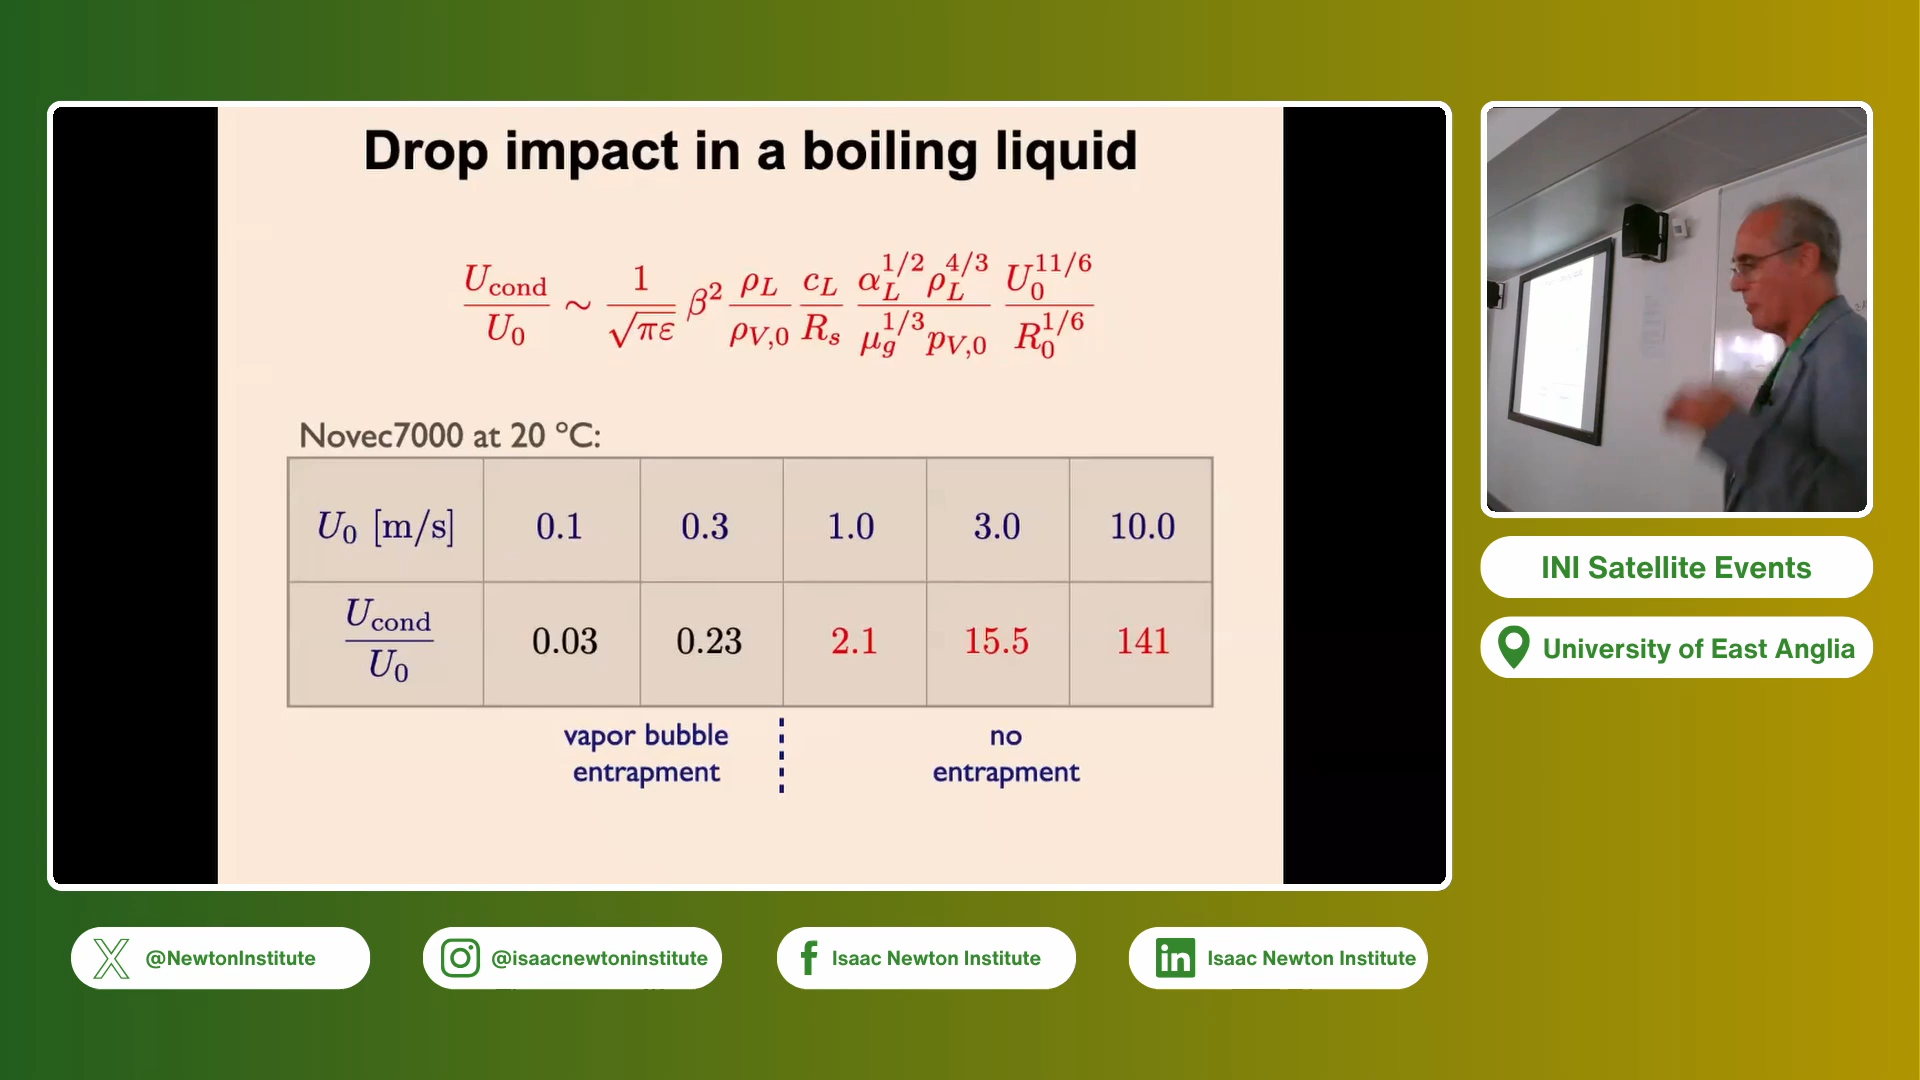 Drop impact in a boiling liquid
U_cond/U_0 ∼ 1/√(πε) β² ρ_L/ρ_{V,0} c_L/R_s α_L^{1/2} ρ_L^{4/3}/(μ_g^{1/3} p_{V,0}) U_0^{11/6}/R_0^{1/6}
Novec7000 at 20 °C:
U_0 [m/s] 0.1 0.3 1.0 3.0 10.0
U_cond/U_0 0.03 0.23 2.1 15.5 141
vapor bubble
entrapment
no
entrapment
INI Satellite Events
University of East Anglia
@NewtonInstitute
@isaacnewtoninstitute
Isaac Newton Institute
Isaac Newton Institute